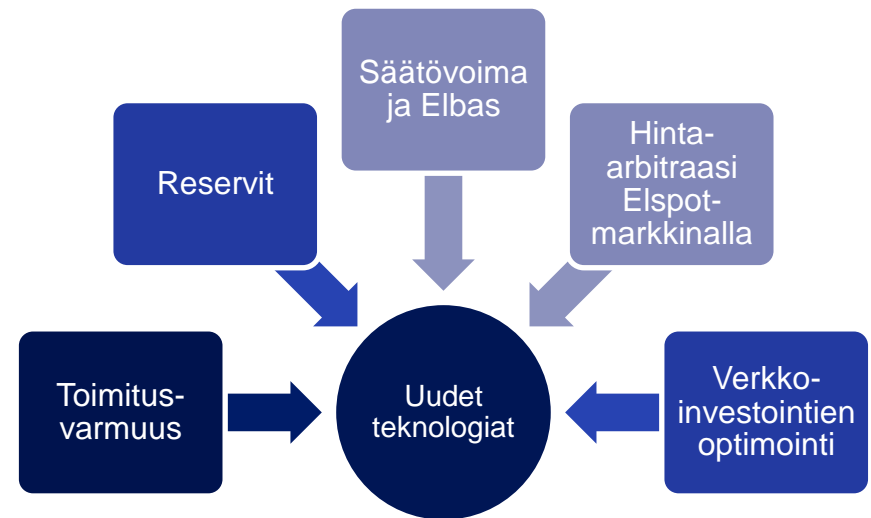 Säätövoima
ja Elbas
Reservit
Hinta-
arbitraasi
Elspot-
markkinalla
Toimitus-
varmuus
Uudet
teknologiat
Verkko-
investointien
optimointi